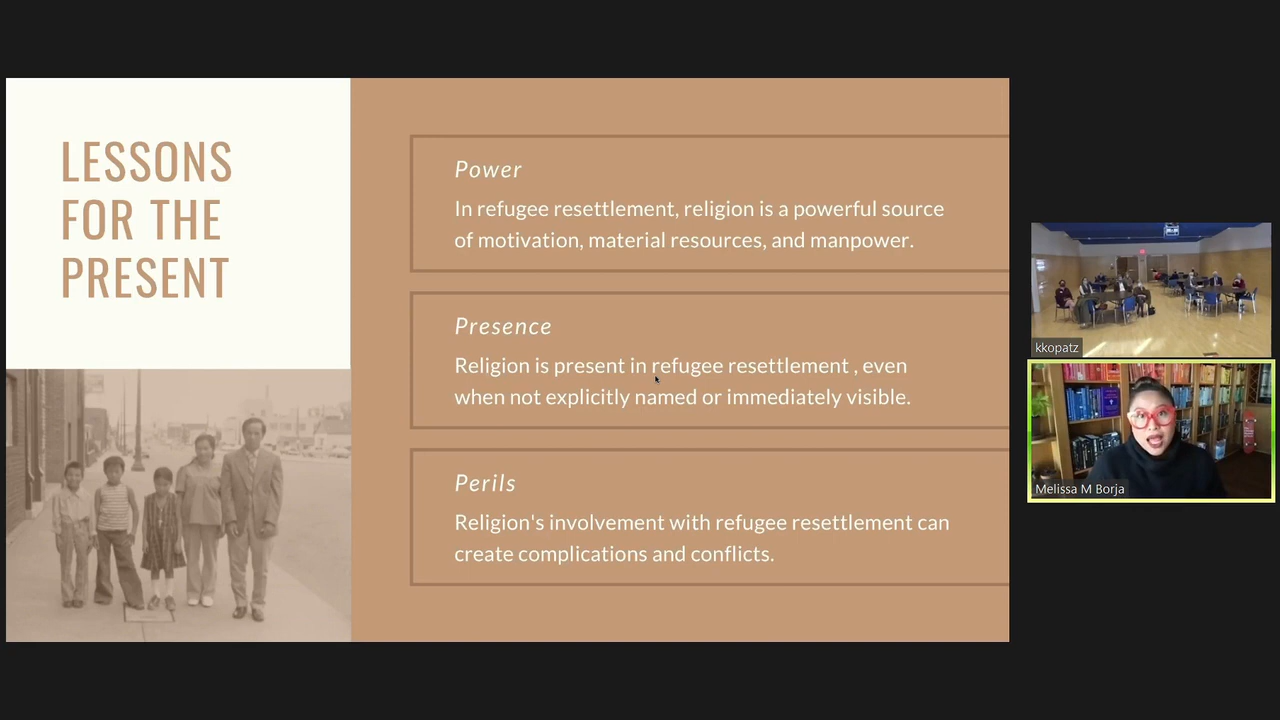 LESSONS
FOR THE
PRESENT
Power
In refugee resettlement, religion is a powerful source
of motivation, material resources, and manpower.
Presence
Religion is present in refugee resettlement , even
when not explicitly named or immediately visible.
Perils
Religion's involvement with refugee resettlement can
create complications and conflicts.
kkopatz
Melissa M Borja